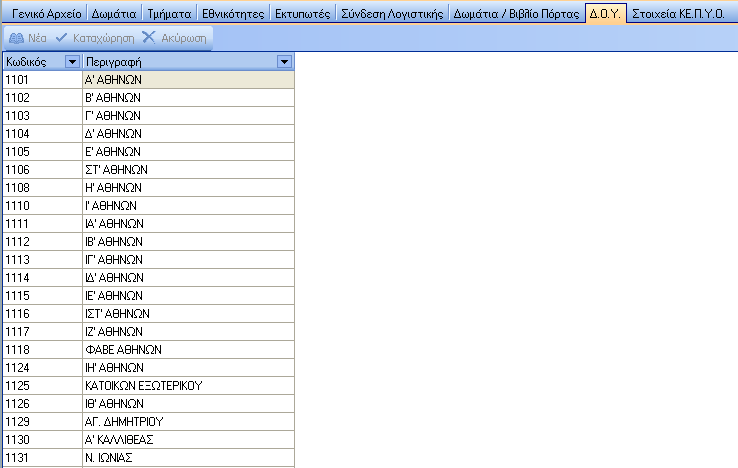 Γενικό Αρχείο Δωμάτια Τμήματα Εθνικότητες Εκτυπωτές Σύνδεση Λογιστικής Δωμάτια / Βιβλίο Πόρτας Δ.Ο.Υ. Στοιχεία ΚΕ.Π.Υ.Ο.
Νέα Καταχώρηση Ακύρωση
Κωδικός Περιγραφή
1101 Α' ΑΘΗΝΩΝ
1102 Β' ΑΘΗΝΩΝ
1103 Γ' ΑΘΗΝΩΝ
1104 Δ' ΑΘΗΝΩΝ
1105 Ε' ΑΘΗΝΩΝ
1106 ΣΤ' ΑΘΗΝΩΝ
1108 Η' ΑΘΗΝΩΝ
1110 Ι' ΑΘΗΝΩΝ
1111 ΙΑ' ΑΘΗΝΩΝ
1112 ΙΒ' ΑΘΗΝΩΝ
1113 ΙΓ' ΑΘΗΝΩΝ
1114 ΙΔ' ΑΘΗΝΩΝ
1115 ΙΕ' ΑΘΗΝΩΝ
1116 ΙΣΤ' ΑΘΗΝΩΝ
1117 ΙΖ' ΑΘΗΝΩΝ
1118 ΦΑΒΕ ΑΘΗΝΩΝ
1124 ΙΗ' ΑΘΗΝΩΝ
1125 ΚΑΤΟΙΚΩΝ ΕΞΩΤΕΡΙΚΟΥ
1126 ΙΘ' ΑΘΗΝΩΝ
1129 ΑΓ. ΔΗΜΗΤΡΙΟΥ
1130 Α' ΚΑΛΛΙΘΕΑΣ
1131 Ν. ΙΩΝΙΑΣ